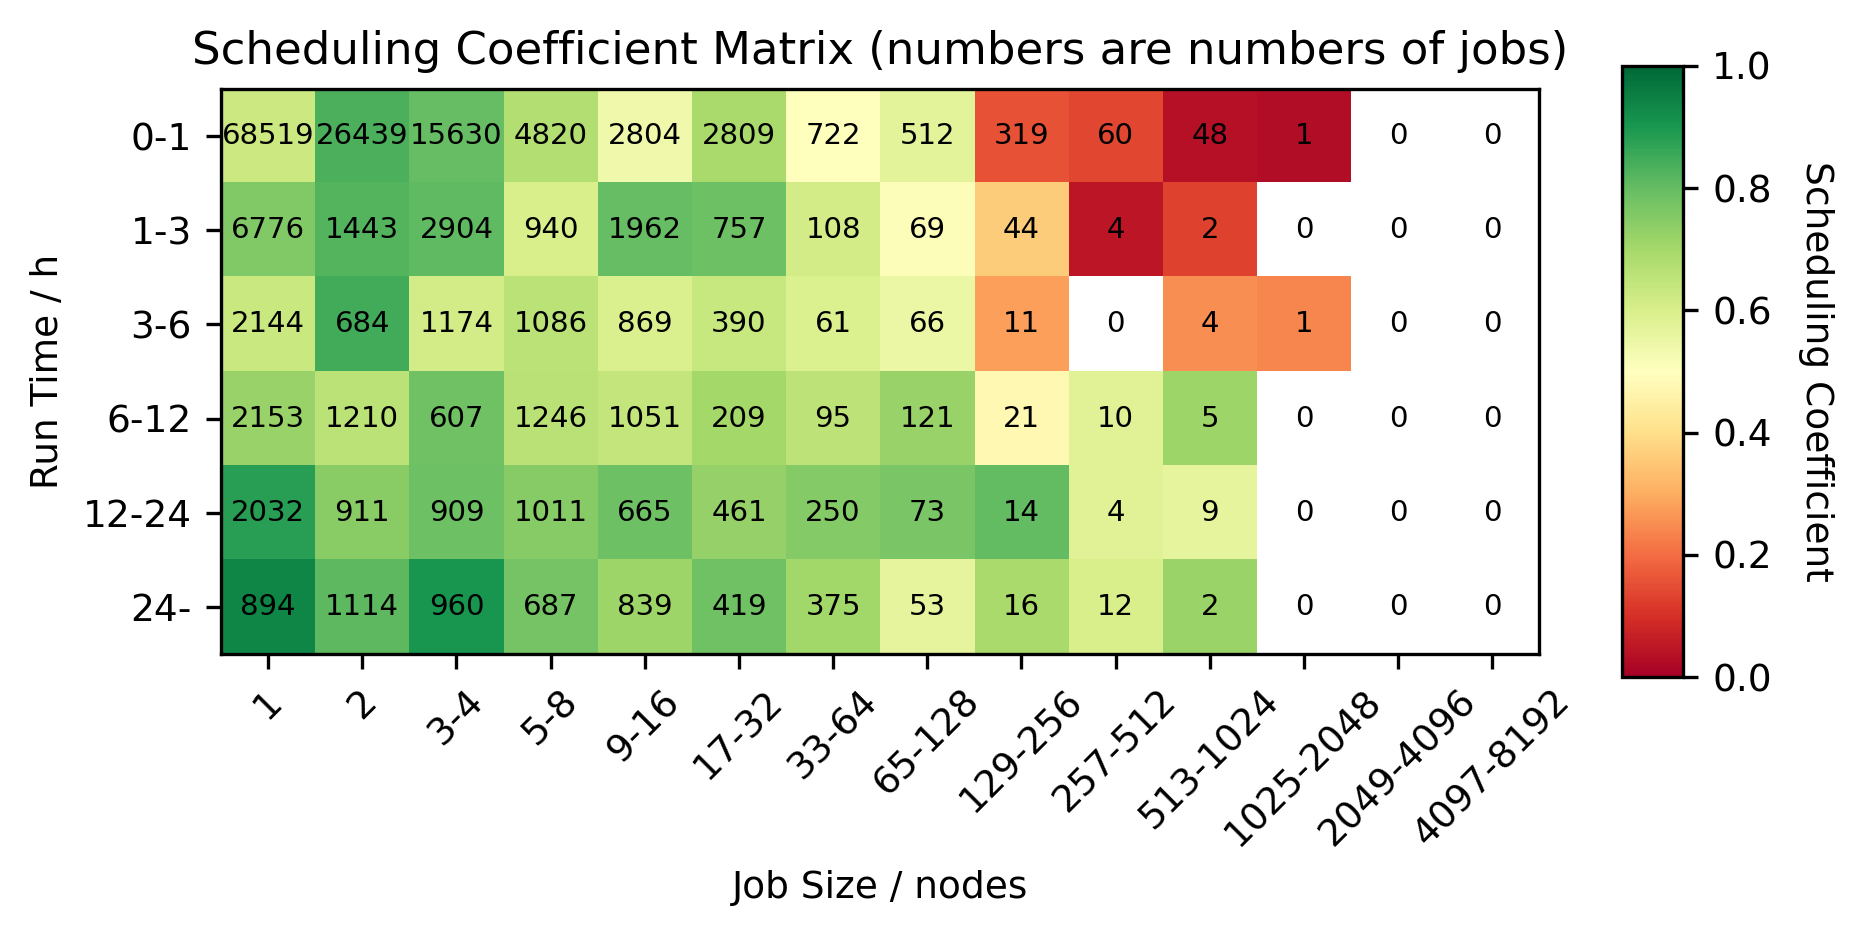 Scheduling Coefficient Matrix (numbers are numbers of jobs)
0-1 68519 26439 15630 4820 2804 2809 722 512 319 60 48 1 0 0
1-3 6776 1443 2904 940 1962 757 108 69 44 4 2 0 0 0
3-6 2144 684 1174 1086 869 390 61 66 11 0 4 1 0 0
6-12 2153 1210 607 1246 1051 209 95 121 21 10 5 0 0 0
12-24 2032 911 909 1011 665 461 250 73 14 4 9 0 0 0
24- 894 1114 960 687 839 419 375 53 16 12 2 0 0 0
Run Time / h
1 2 3-4 5-8 9-16 17-32 33-64 65-128 129-256 257-512 513-1024 1025-2048 2049-4096 4097-8192
Job Size / nodes
1.0
0.8
0.6
0.4
0.2
0.0
Scheduling Coefficient